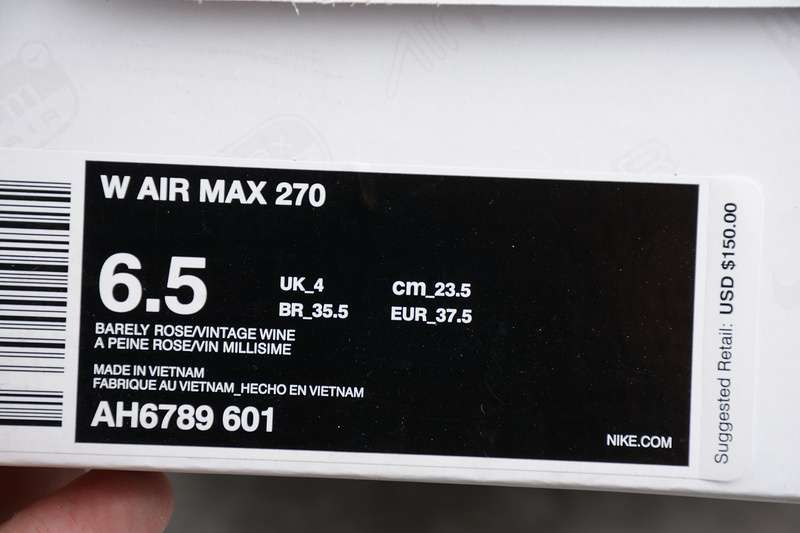 W AIR MAX 270
6.5
UK_4
cm_23.5
BR_35.5
EUR_37.5
BARELY ROSE/VINTAGE WINE
A PEINE ROSE/VIN MILLISIME
MADE IN VIETNAM
FABRIQUE AU VIETNAM_HECHO EN VIETNAM
AH6789 601
NIKE.COM
Suggested Retail: USD $150.00